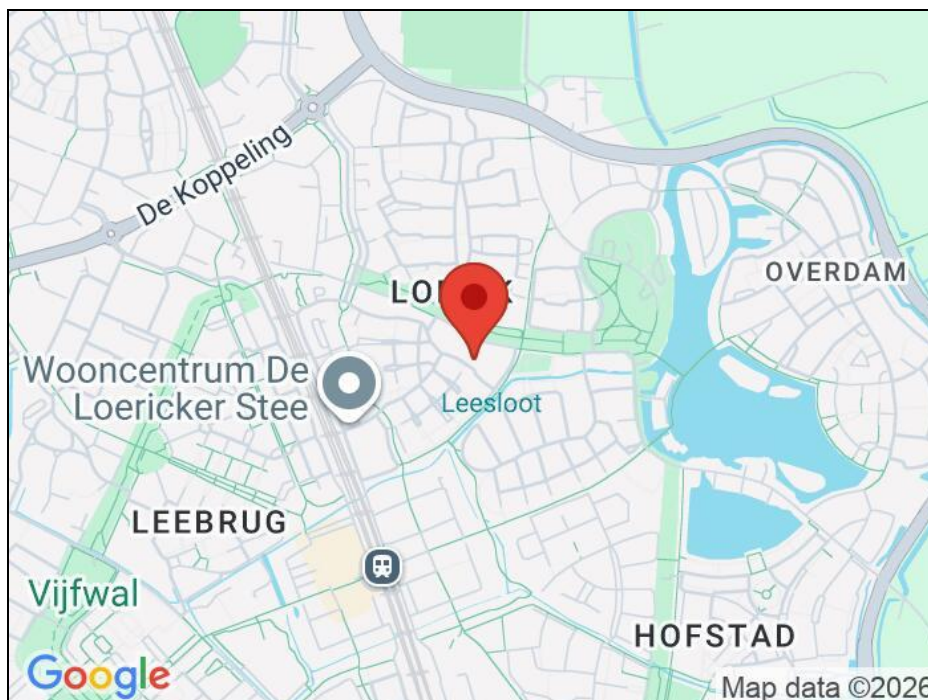 De Koppeling
OVERDAM
Wooncentrum De
Loericker Stee
Leesloot
LEEBRUG
Vijfwal
HOFSTAD
Google
Map data ©2026